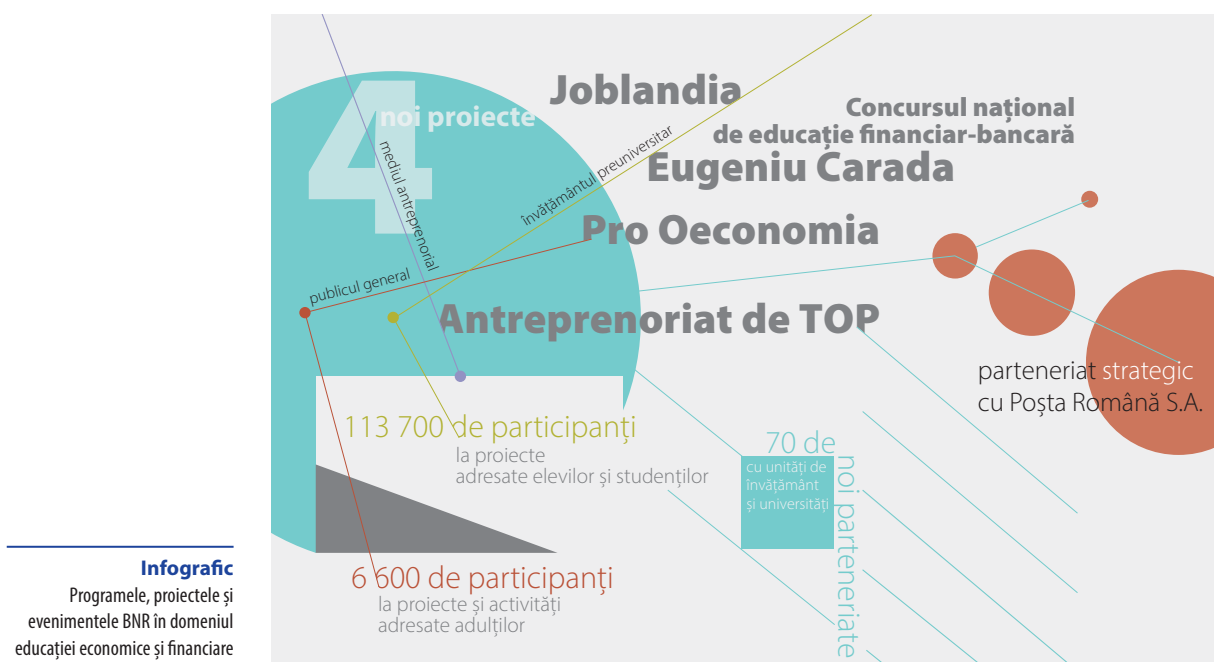 4
noi proiecte
Joblandia
Concursul național
de educație financiar-bancară
Eugeniu Carada
Pro Oeconomia
Antreprenoriat de TOP
mediul antreprenorial
învățământul preuniversitar
publicul general
parteneriat strategic
cu Poșta Română S.A.
113 700 de participanți
la proiecte
adresate elevilor și studenților
70 de
noi parteneriate
cu unități de
învățământ
și universități
6 600 de participanți
la proiecte și activități
adresate adulților
Infografic
Programele, proiectele și
evenimentele BNR în domeniul
educației economice și financiare